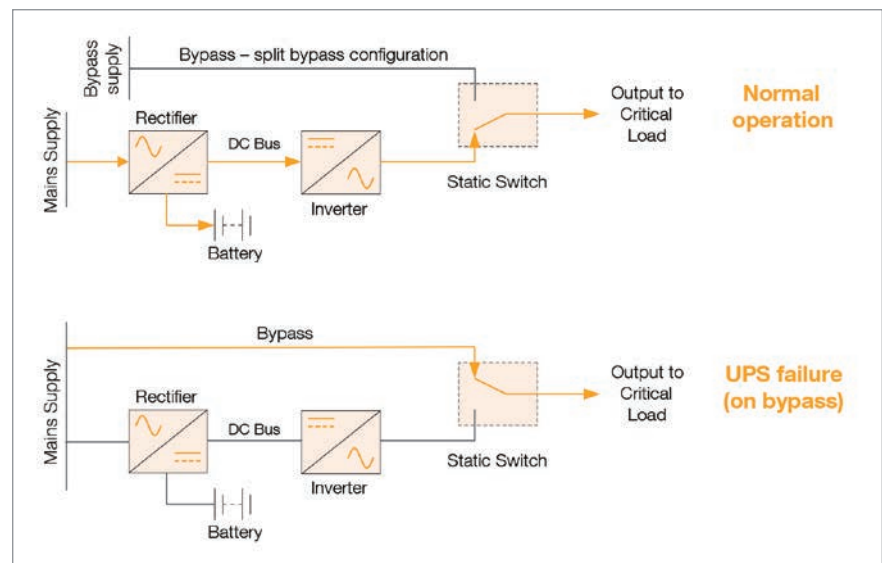 Bypass supply
Bypass – split bypass configuration
Mains Supply
Rectifier
DC Bus
Inverter
Battery
Static Switch
Output to
Critical
Load
Normal
operation
Mains Supply
Bypass
Rectifier
DC Bus
Inverter
Battery
Static Switch
Output to
Critical
Load
UPS failure
(on bypass)